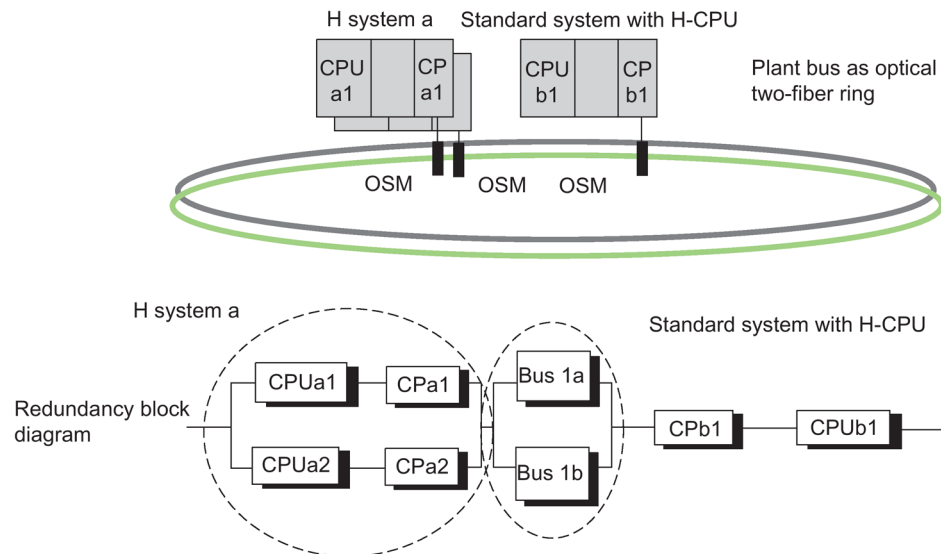 H system a
Standard system with H-CPU
CPU
a1
CP
a1
CPU
b1
CP
b1
Plant bus as optical
two-fiber ring
OSM
OSM
OSM
H system a
Standard system with H-CPU
Redundancy block
diagram
CPUa1
CPa1
Bus 1a
CPUa2
CPa2
Bus 1b
CPb1
CPUb1